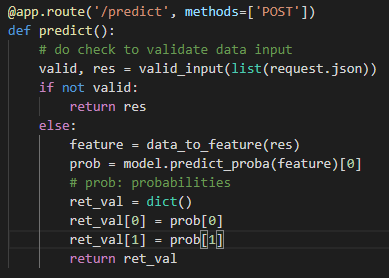 @app.route('/predict', methods=['POST'])
def predict():
    # do check to validate data input
    valid, res = valid_input(list(request.json))
    if not valid:
        return res
    else:
        feature = data_to_feature(res)
        prob = model.predict_proba(feature)[0]
        # prob: probabilities
        ret_val = dict()
        ret_val[0] = prob[0]
        ret_val[1] = prob[1]
        return ret_val